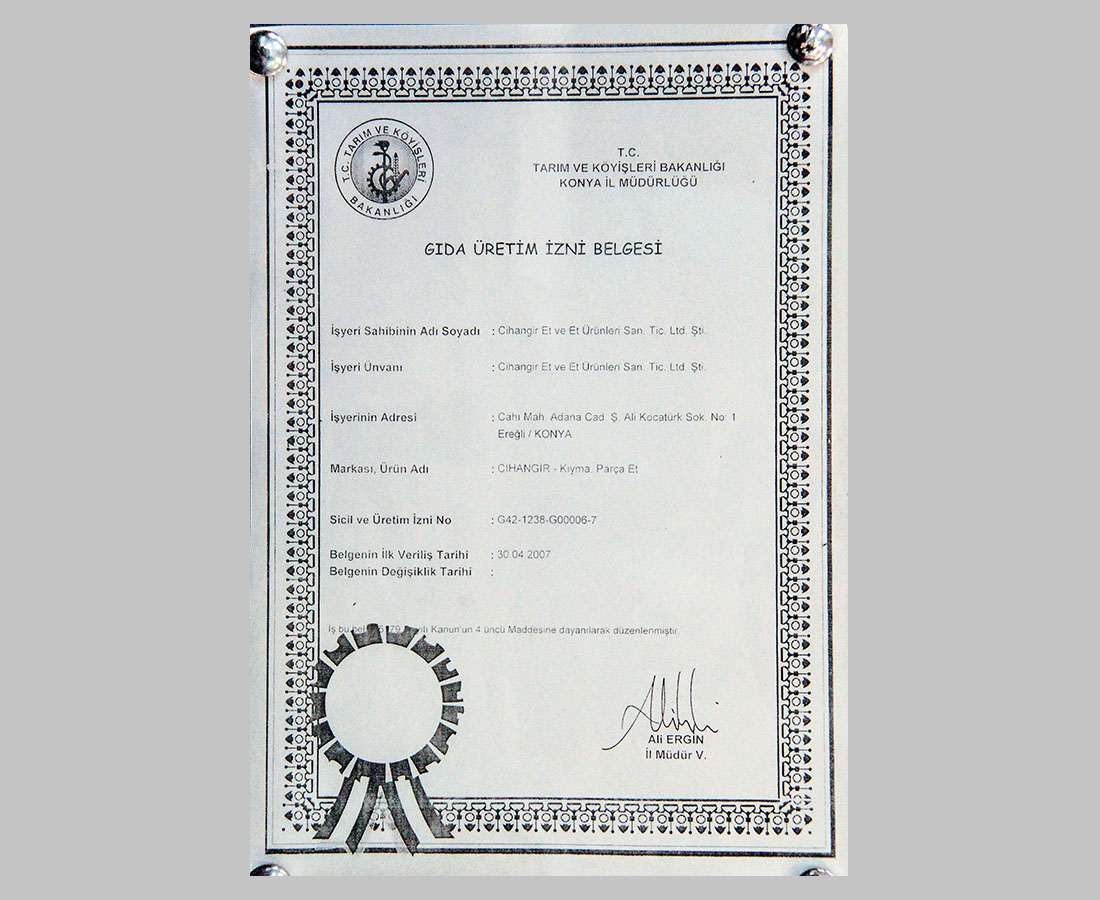 T.C. TARIM VE KÖYİŞLERİ
BAKANLIĞI
T.C.
TARIM VE KÖYİŞLERİ BAKANLIĞI
KONYA İL MÜDÜRLÜĞÜ
GIDA ÜRETİM İZNİ BELGESİ
İşyeri Sahibinin Adı Soyadı : Cihangir Et ve Et Ürünleri San. Tic. Ltd. Şti.
İşyeri Ünvanı : Cihangir Et ve Et Ürünleri San. Tic. Ltd. Şti.
İşyerinin Adresi : Cahı Mah. Adana Cad. Ş. Ali Kocatürk Sok. No: 1
Ereğli / KONYA
Markası, Ürün Adı : CİHANGİR - Kıyma, Parça Et
Sicil ve Üretim İzni No : G42-1238-G00006-7
Belgenin İlk Veriliş Tarihi : 30.04.2007
Belgenin Değişiklik Tarihi :
İş bu Kanun'un 4 üncü Maddesine dayanılarak düzenlenmiştir.
Ali ERGİN
İl Müdür V.